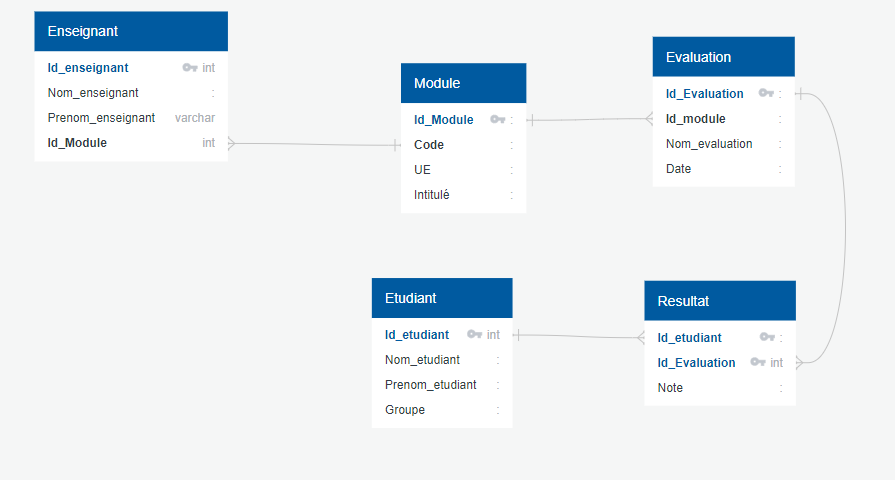 Enseignant
Id_enseignant int
Nom_enseignant :
Prenom_enseignant varchar
Id_Module int
Module
Id_Module :
Code :
UE :
Intitulé :
Evaluation
Id_Evaluation :
Id_module :
Nom_evaluation :
Date :
Etudiant
Id_etudiant int
Nom_etudiant :
Prenom_etudiant :
Groupe :
Resultat
Id_etudiant :
Id_Evaluation int
Note :